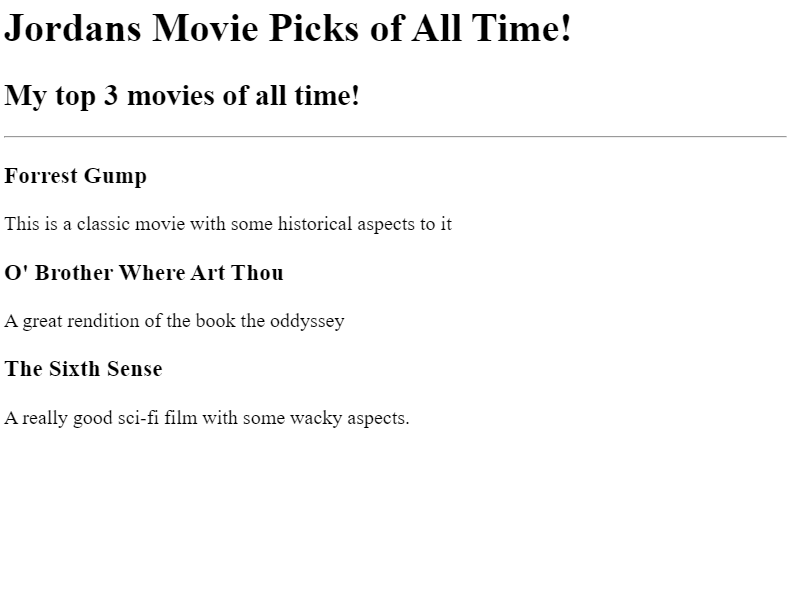 Jordans Movie Picks of All Time!
My top 3 movies of all time!
Forrest Gump
This is a classic movie with some historical aspects to it
O' Brother Where Art Thou
A great rendition of the book the oddyssey
The Sixth Sense
A really good sci-fi film with some wacky aspects.